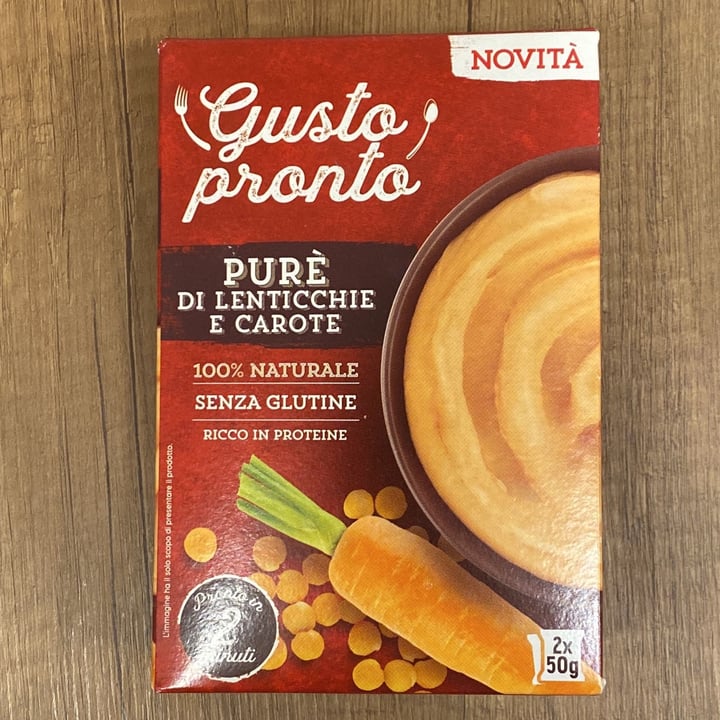 NOVITÀ
Gusto
pronto
PURÈ
DI LENTICCHIE
E CAROTE
100% NATURALE
SENZA GLUTINE
RICCO IN PROTEINE
L'immagine ha il solo scopo di presentare il prodotto.
Pronto in
2
minuti
2x
50g